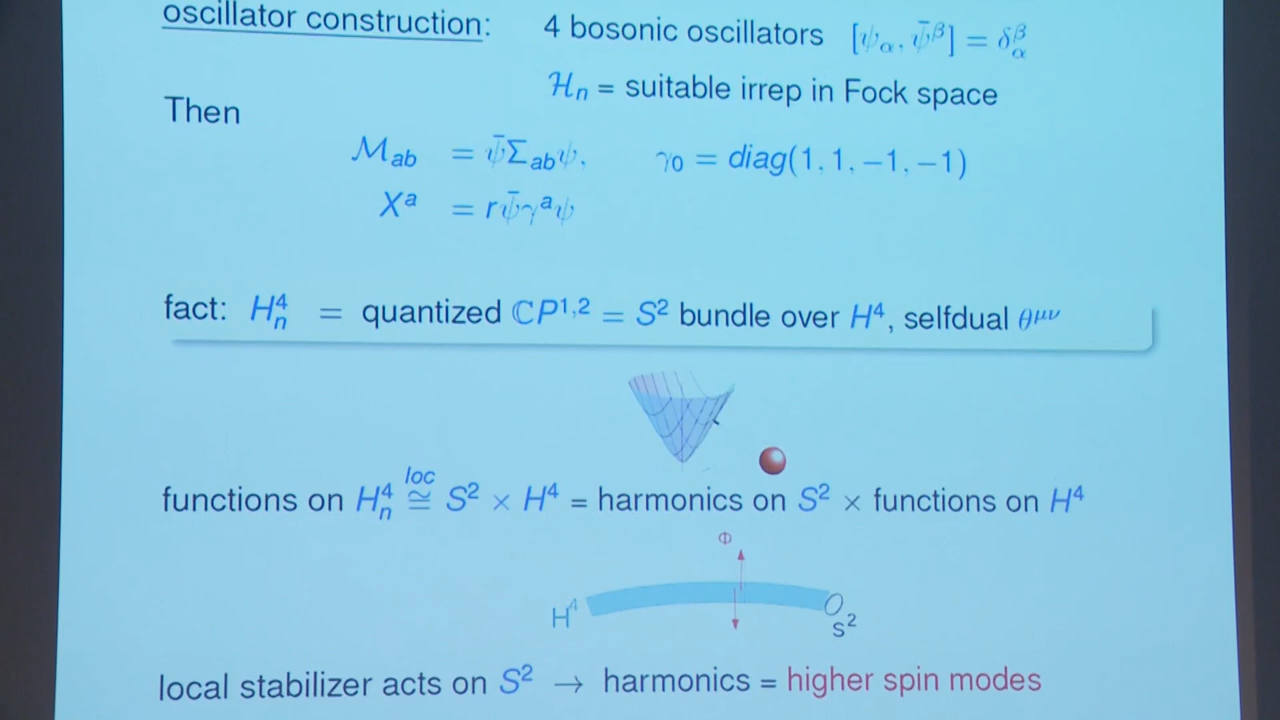 oscillator construction: 4 bosonic oscillators [ψ_α, ψ̄^β] = δ_α^β
ℋ_n = suitable irrep in Fock space
Then
ℳ_ab = ψ̄Σ_abψ, γ_0 = diag(1, 1, −1, −1)
X^a = rψ̄γ^aψ
fact: H_n^4 = quantized ℂP^{1,2} = S^2 bundle over H^4, selfdual θ^{μν}
functions on H_n^4 ≅^{loc} S^2 × H^4 = harmonics on S^2 × functions on H^4
Φ
H^4
S^2
local stabilizer acts on S^2 → harmonics = higher spin modes